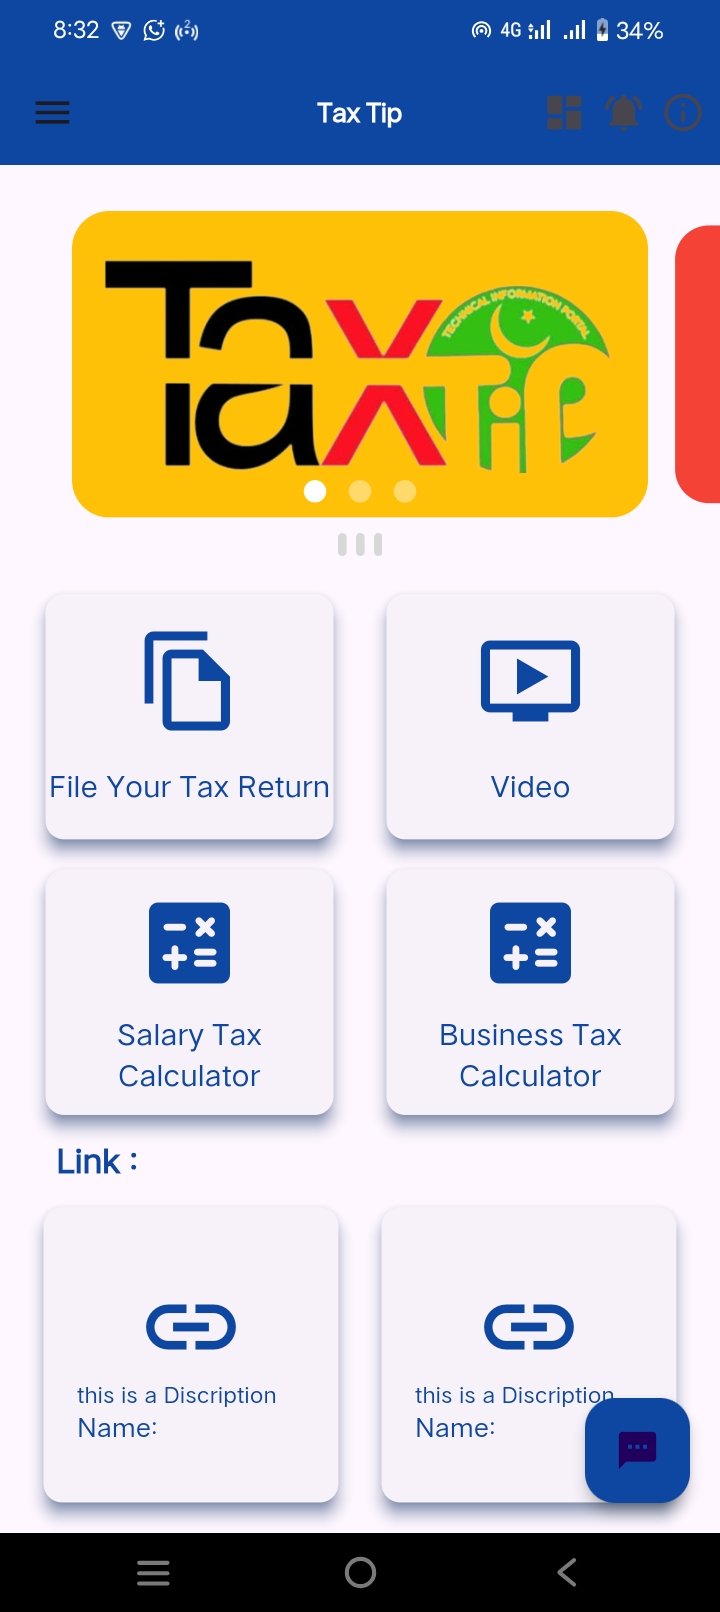 8:32
2
4G
34%
Tax Tip
Tax Tip
TECHNICAL INFORMATION PORTAL
File Your Tax Return
Video
Salary Tax
Calculator
Business Tax
Calculator
Link :
this is a Discription
Name:
this is a Discription
Name: